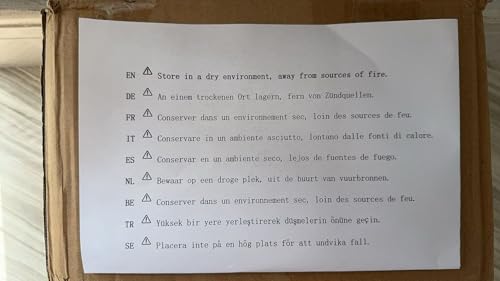 EN ⚠ Store in a dry environment, away from sources of fire.
DE ⚠ An einem trockenen Ort lagern, fern von Zündquellen.
FR ⚠ Conserver dans un environnement sec, loin des sources de feu.
IT ⚠ Conservare in un ambiente asciutto, lontano dalle fonti di calore.
ES ⚠ Conservar en un ambiente seco, lejos de fuentes de fuego.
NL ⚠ Bewaar op een droge plek, uit de buurt van vuurbronnen.
BE ⚠ Conserver dans un environnement sec, loin des sources de feu.
TR ⚠ Yüksek bir yere yerleştirerek düşmelerin önüne geçin.
SE ⚠ Placera inte på en hög plats för att undvika fall.